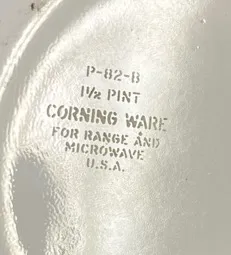 P-82-B
1½ PINT
CORNING WARE
FOR RANGE AND
MICROWAVE
U.S.A.